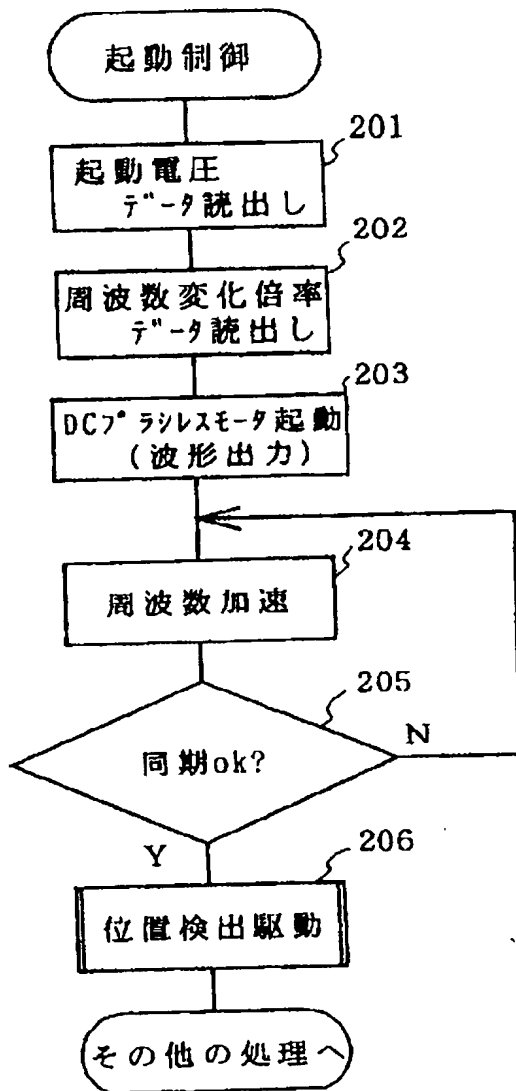 起動制御
201
起動電圧
ﾃﾞｰﾀ読出し
202
周波数変化倍率
ﾃﾞｰﾀ読出し
203
DCﾌﾟﾗｼﾚｽﾓｰﾀ起動
(波形出力)
204
周波数加速
205
同期ok?
N
Y
206
位置検出駆動
その他の処理へ